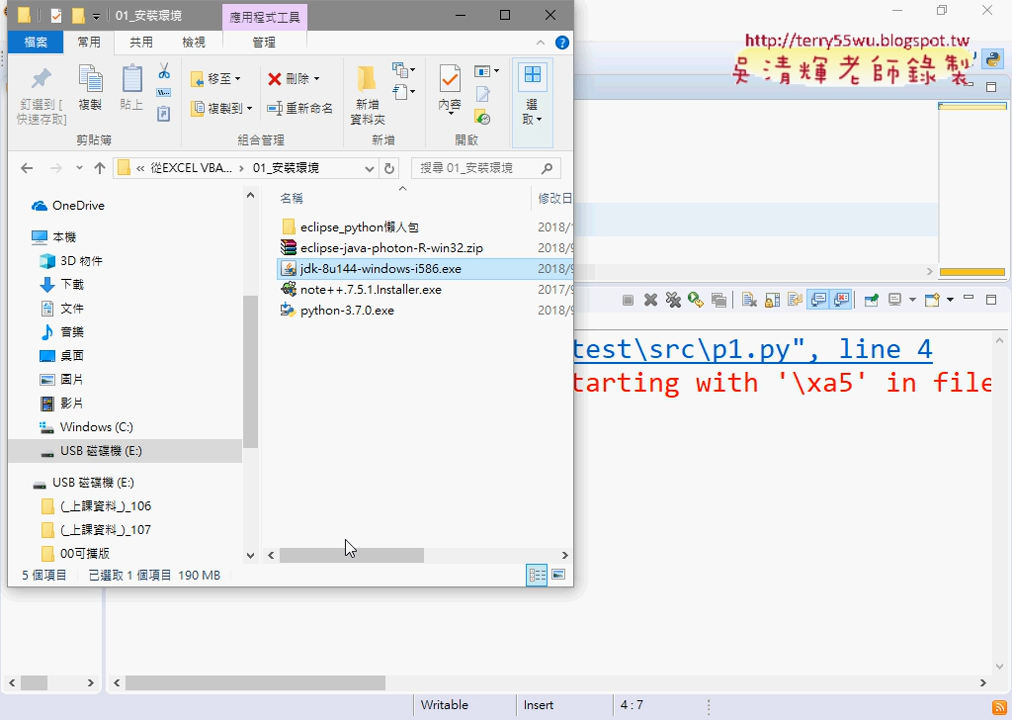 01_安裝環境
應用程式工具
http://terry55wu.blogspot.tw
吳清輝老師錄製
檔案 常用 共用 檢視 管理
釘選到 [快速存取]
複製
貼上
移至
複製到
刪除
重新命名
新增資料夾
內容
選取
剪貼簿 組合管理 新增 開啟
« 從EXCEL VBA... › 01_安裝環境
搜尋 01_安裝環境
名稱 修改日
OneDrive
本機
3D 物件
下載
文件
音樂
桌面
圖片
影片
Windows (C:)
USB 磁碟機 (E:)
USB 磁碟機 (E:)
(_上課資料_)_106
(_上課資料_)_107
00可攜版
eclipse_python懶人包 2018/
eclipse-java-photon-R-win32.zip 2018/9
jdk-8u144-windows-i586.exe 2018/9
note++.7.5.1.Installer.exe 2017/9
python-3.7.0.exe 2018/9
5 個項目 已選取 1 個項目 190 MB
test\src\p1.py", line 4
tarting with '\xa5' in file
Writable Insert 4 : 7